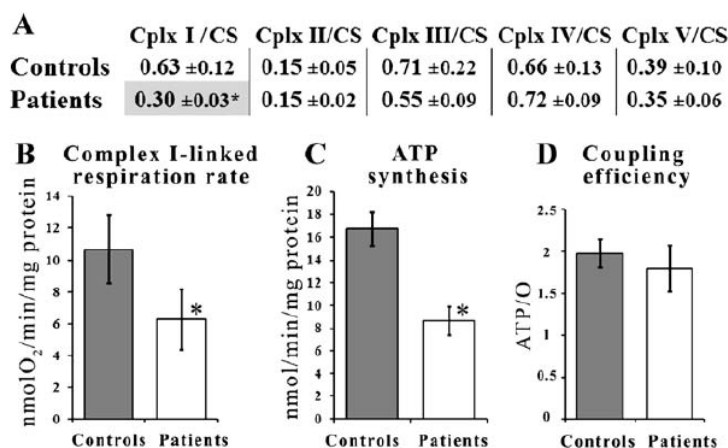 A
Cplx I /CS Cplx II/CS Cplx III/CS Cplx IV/CS Cplx V/CS
Controls 0.63 ±0.12 0.15 ±0.05 0.71 ±0.22 0.66 ±0.13 0.39 ±0.10
Patients 0.30 ±0.03* 0.15 ±0.02 0.55 ±0.09 0.72 ±0.09 0.35 ±0.06
B Complex I-linked
respiration rate
nmolO₂/min/mg protein
14
12
10
8
6
4
2
0
*
Controls Patients
C ATP
synthesis
nmol/min/mg protein
20
18
16
14
12
10
8
6
4
2
0
*
Controls Patients
D Coupling
efficiency
ATP/O
2.5
2
1.5
1
0.5
0
Controls Patients